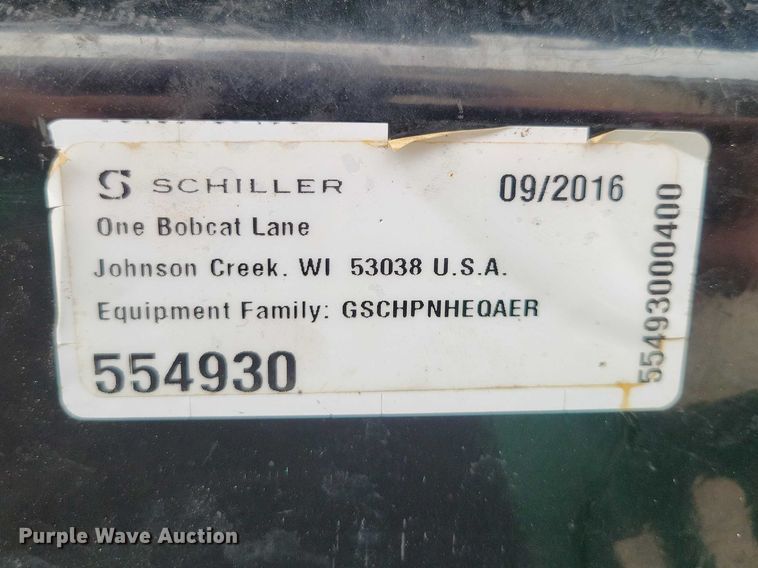 SCHILLER 09/2016
One Bobcat Lane
Johnson Creek. WI 53038 U.S.A.
Equipment Family: GSCHPNHEQAER
554930
55493000400
Purple Wave Auction